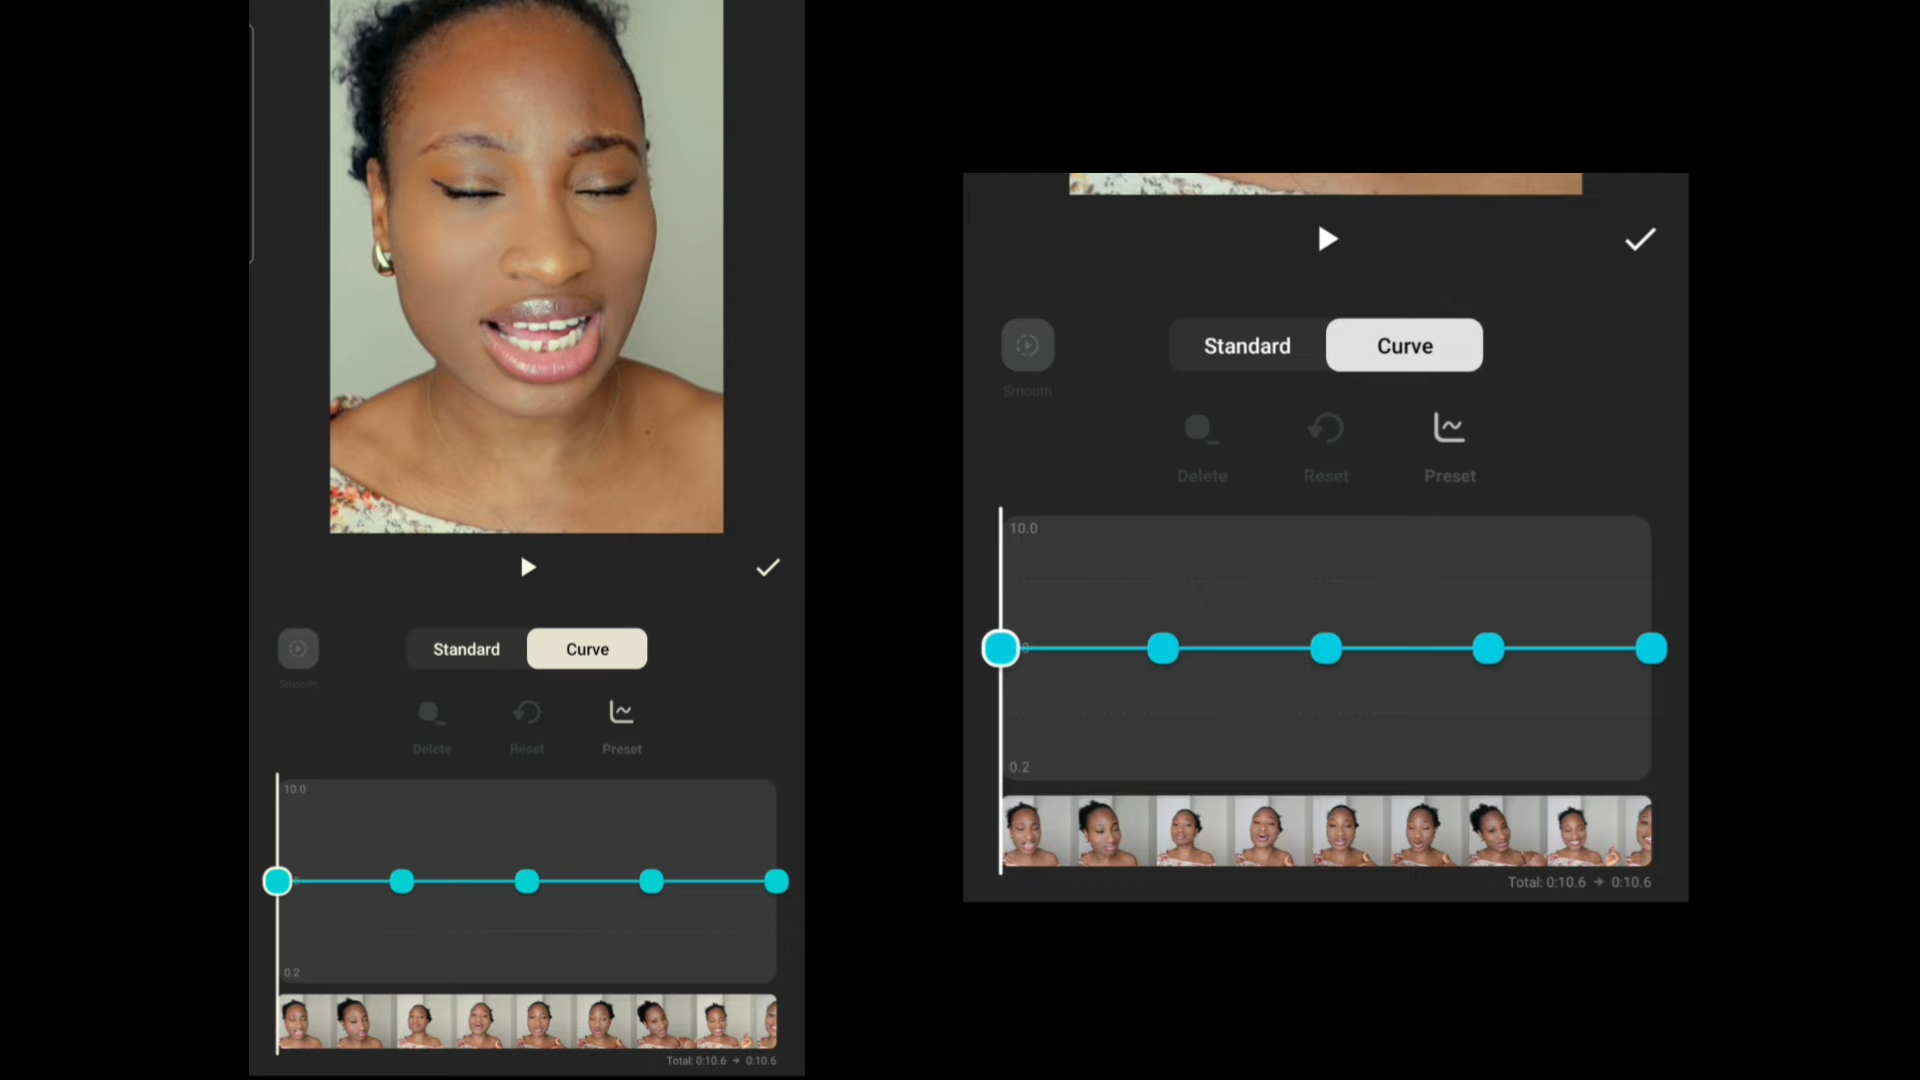 Standard Curve
Smooth
Delete Reset Preset
10.0
0.2
Total: 0:10.6 → 0:10.6
Standard Curve
Smooth
Delete Reset Preset
10.0
0.2
Total: 0:10.6 → 0:10.6